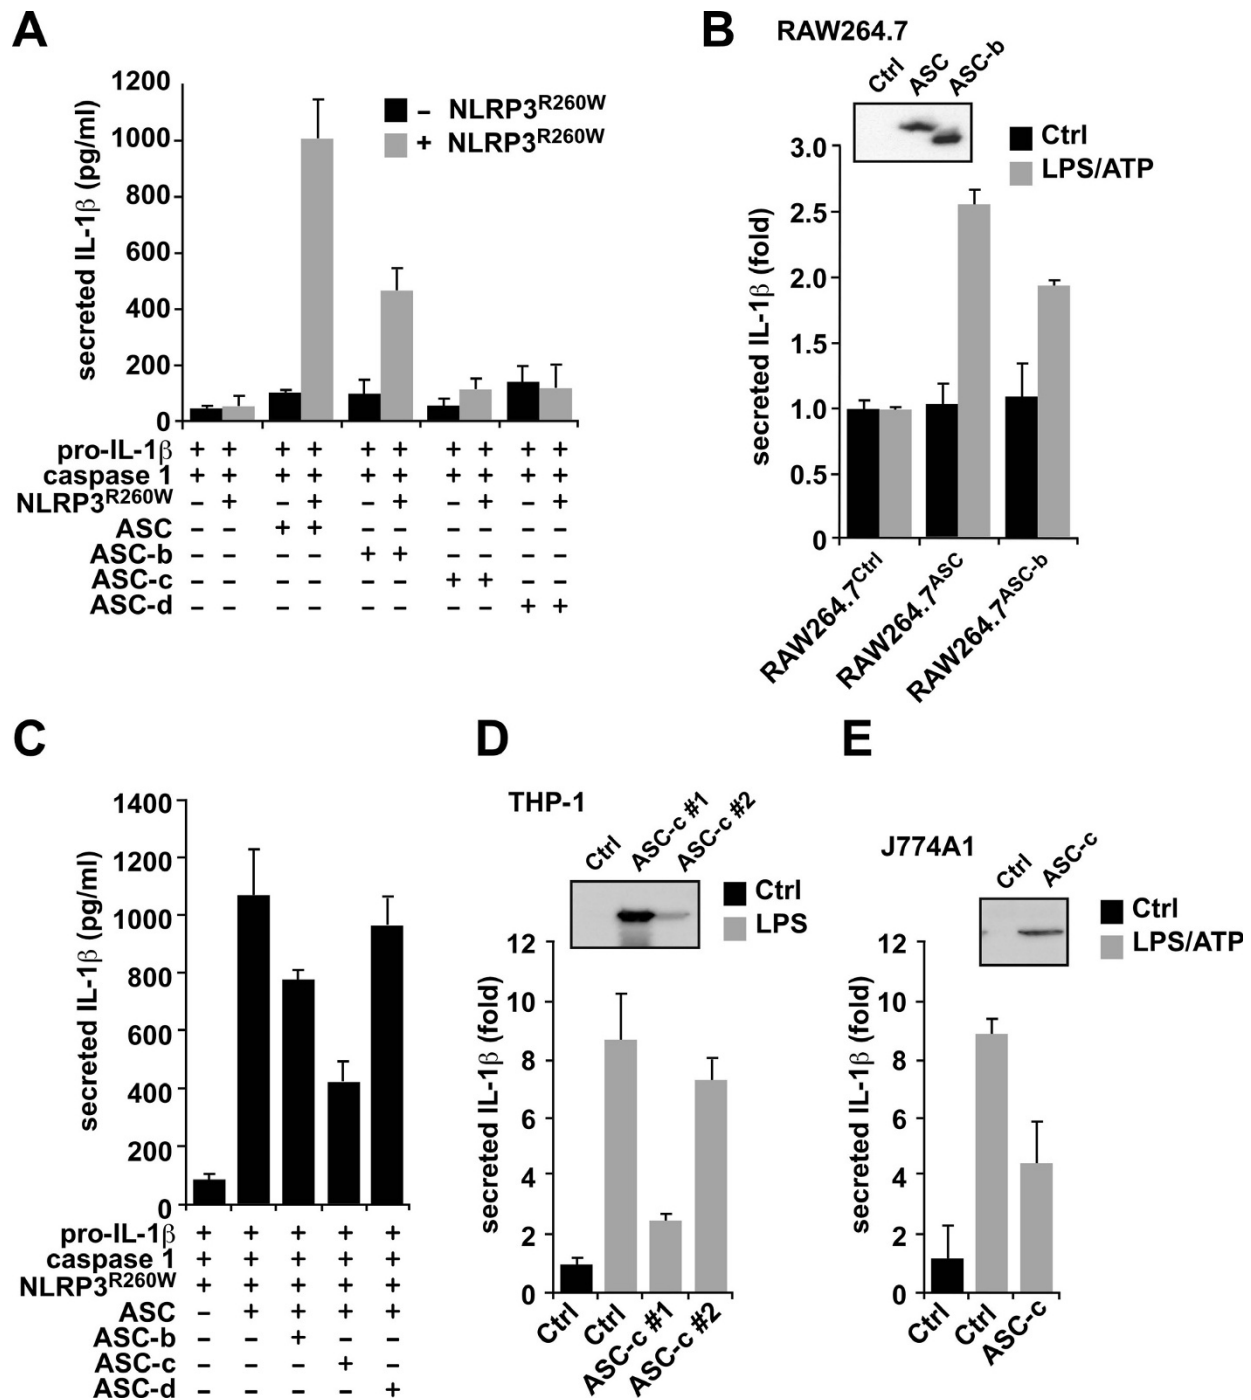 A
1200
1000
800
600
400
200
0
secreted IL-1β (pg/ml)
– NLRP3R260W
+ NLRP3R260W
pro-IL-1β + + + + + + + + + +
caspase 1 + + + + + + + + + +
NLRP3R260W – + – + – + – + – +
ASC – – + + – – – – – –
ASC-b – – – – + + – – – –
ASC-c – – – – – – + + – –
ASC-d – – – – – – – – + +
B
RAW264.7
Ctrl ASC ASC-b
Ctrl
LPS/ATP
3.0
2.5
2.0
1.5
1.0
0.5
0
secreted IL-1β (fold)
RAW264.7Ctrl
RAW264.7ASC
RAW264.7ASC-b
C
1400
1200
1000
800
600
400
200
0
secreted IL-1β (pg/ml)
pro-IL-1β + + + + +
caspase 1 + + + + +
NLRP3R260W + + + + +
ASC – + + + +
ASC-b – – + – –
ASC-c – – – + –
ASC-d – – – – +
D
THP-1
Ctrl ASC-c #1 ASC-c #2
Ctrl
LPS
12
10
8
6
4
2
0
secreted IL-1β (fold)
Ctrl Ctrl ASC-c #1 ASC-c #2
E
J774A1
Ctrl ASC-c
Ctrl
LPS/ATP
12
10
8
6
4
2
0
secreted IL-1β (fold)
Ctrl Ctrl ASC-c